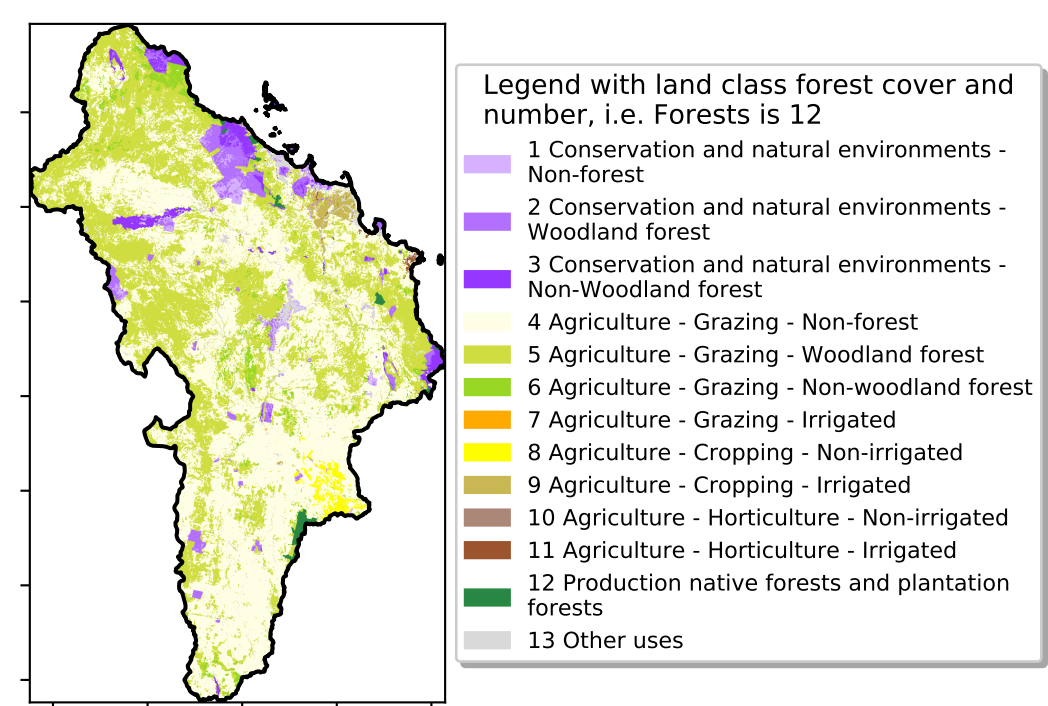 Legend with land class forest cover and
number, i.e. Forests is 12
1 Conservation and natural environments -
Non-forest
2 Conservation and natural environments -
Woodland forest
3 Conservation and natural environments -
Non-Woodland forest
4 Agriculture - Grazing - Non-forest
5 Agriculture - Grazing - Woodland forest
6 Agriculture - Grazing - Non-woodland forest
7 Agriculture - Grazing - Irrigated
8 Agriculture - Cropping - Non-irrigated
9 Agriculture - Cropping - Irrigated
10 Agriculture - Horticulture - Non-irrigated
11 Agriculture - Horticulture - Irrigated
12 Production native forests and plantation
forests
13 Other uses